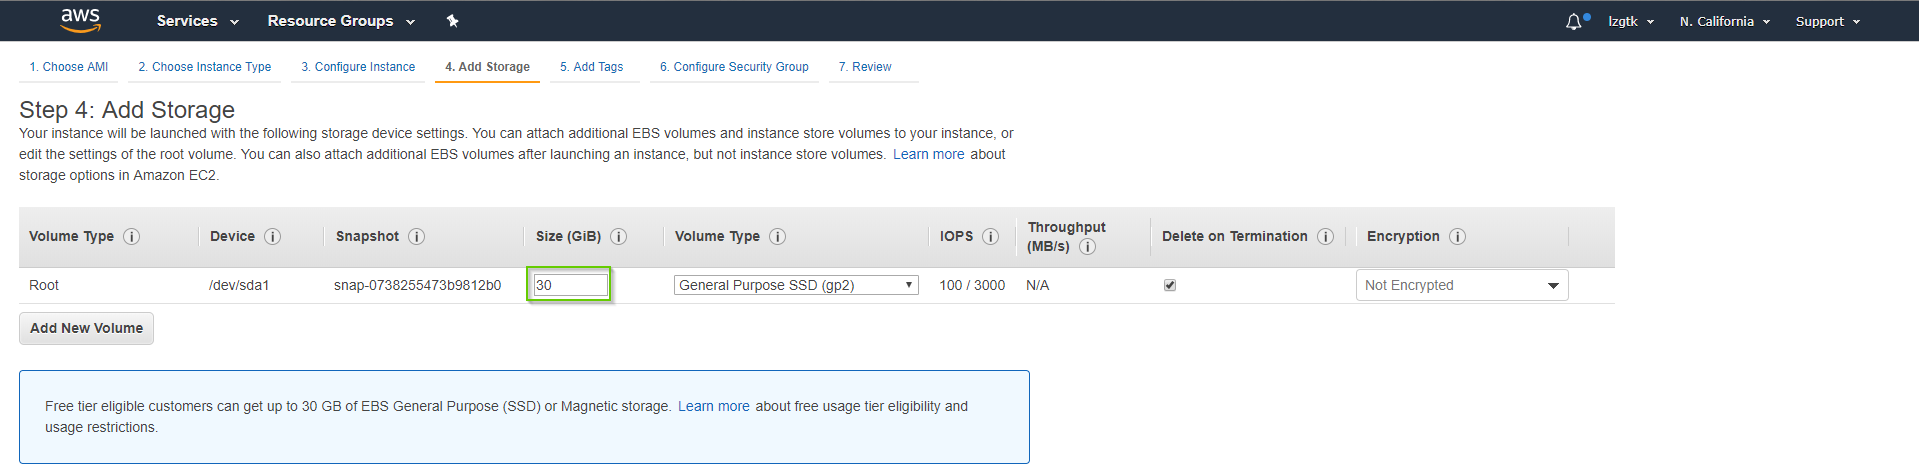 aws Services Resource Groups lzgtk N. California Support
1. Choose AMI 2. Choose Instance Type 3. Configure Instance 4. Add Storage 5. Add Tags 6. Configure Security Group 7. Review
Step 4: Add Storage
Your instance will be launched with the following storage device settings. You can attach additional EBS volumes and instance store volumes to your instance, or
edit the settings of the root volume. You can also attach additional EBS volumes after launching an instance, but not instance store volumes. Learn more about
storage options in Amazon EC2.
Volume Type i Device i Snapshot i Size (GiB) i Volume Type i IOPS i Throughput (MB/s) i Delete on Termination i Encryption i
Root /dev/sda1 snap-0738255473b9812b0 30 General Purpose SSD (gp2) 100 / 3000 N/A Not Encrypted
Add New Volume
Free tier eligible customers can get up to 30 GB of EBS General Purpose (SSD) or Magnetic storage. Learn more about free usage tier eligibility and
usage restrictions.